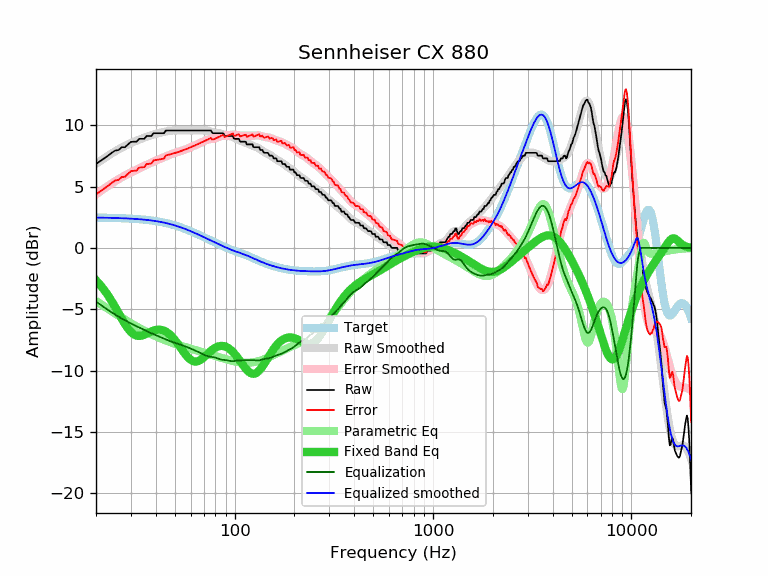 Sennheiser CX 880
Amplitude (dBr)
10
5
0
−5
−10
−15
−20
Target
Raw Smoothed
Error Smoothed
Raw
Error
Parametric Eq
Fixed Band Eq
Equalization
Equalized smoothed
100
1000
10000
Frequency (Hz)